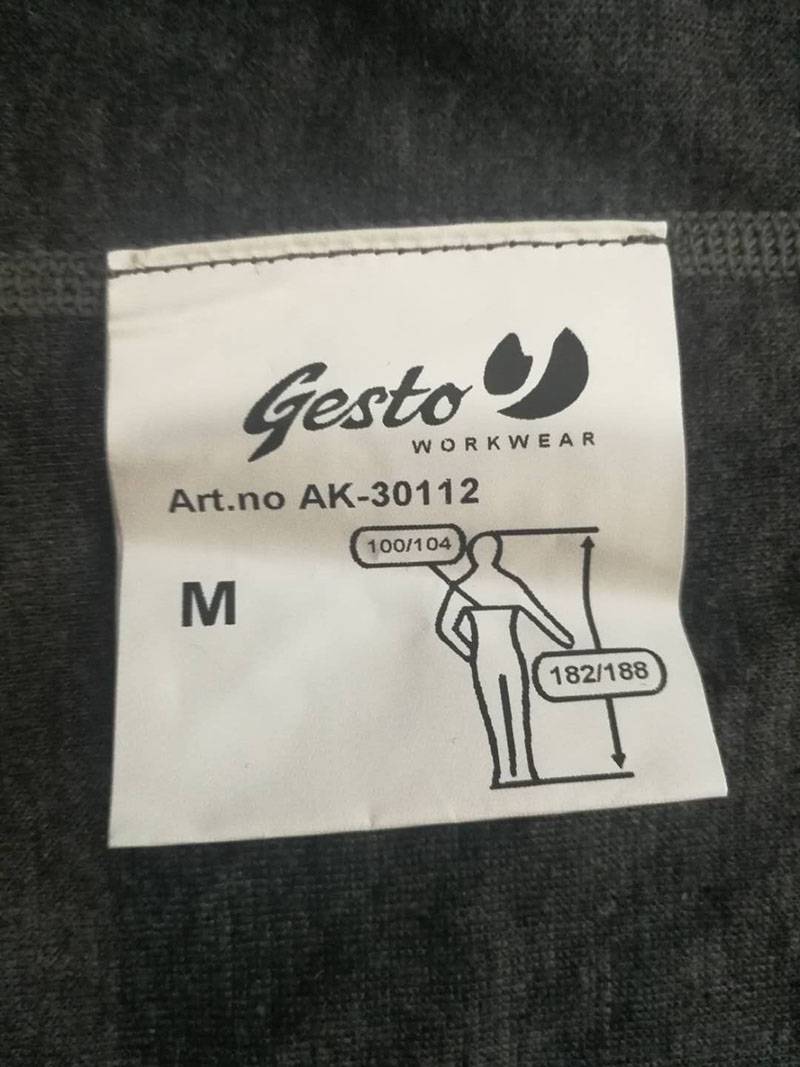 Gesto
WORKWEAR
Art.no AK-30112
100/104
M
182/188